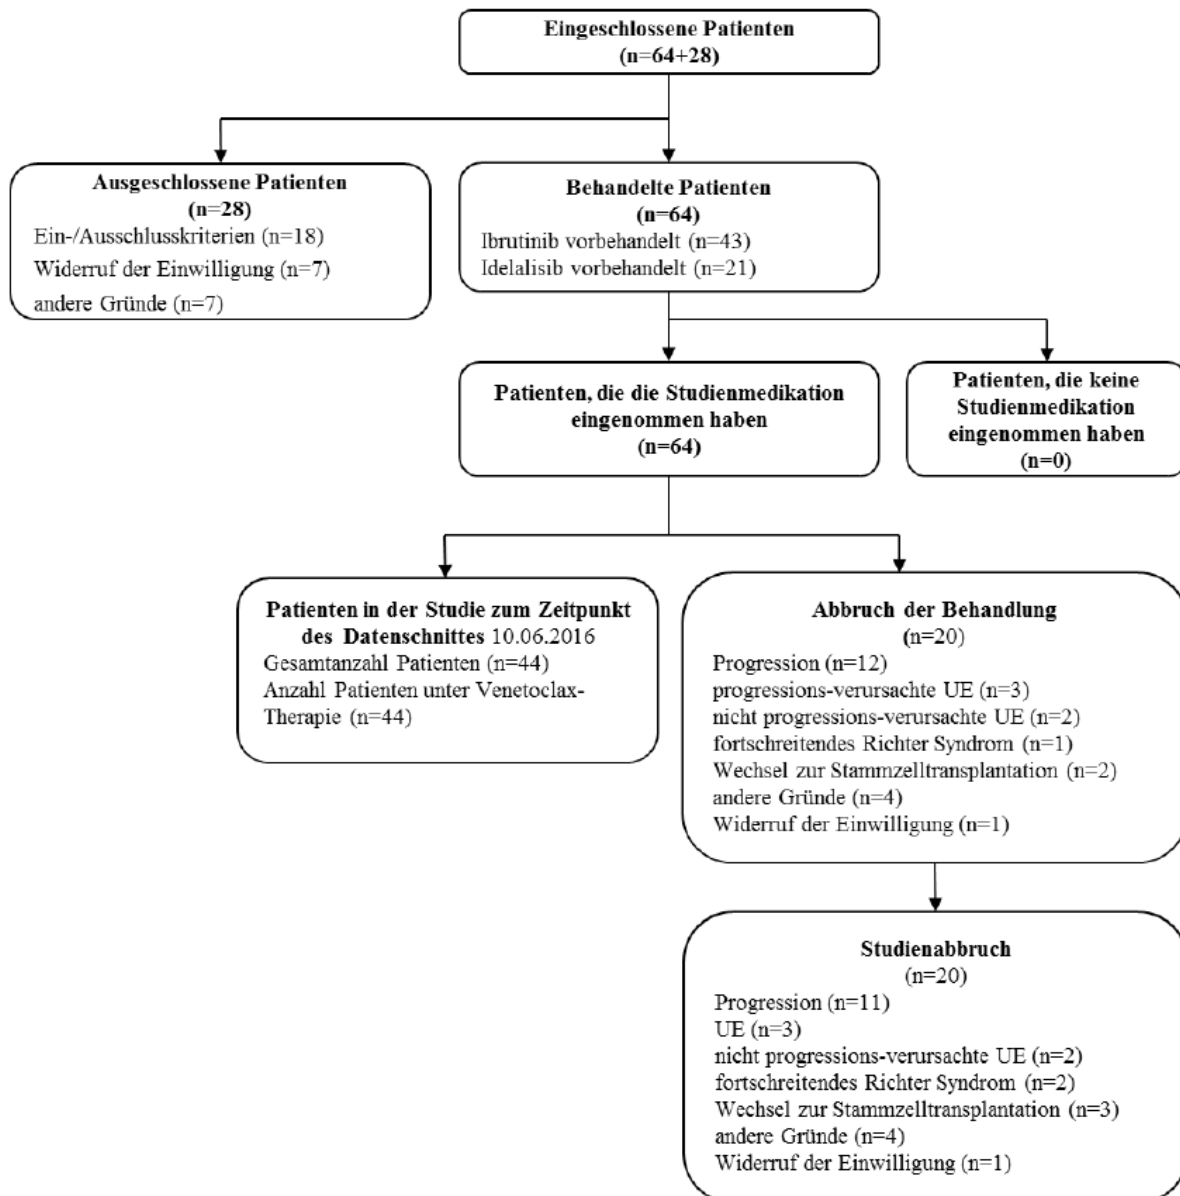 Eingeschlossene Patienten
(n=64+28)
Ausgeschlossene Patienten
(n=28)
Ein-/Ausschlusskriterien (n=18)
Widerruf der Einwilligung (n=7)
andere Gründe (n=7)
Behandelte Patienten
(n=64)
Ibrutinib vorbehandelt (n=43)
Idelalisib vorbehandelt (n=21)
Patienten, die die Studienmedikation
eingenommen haben
(n=64)
Patienten, die keine
Studienmedikation
eingenommen haben
(n=0)
Patienten in der Studie zum Zeitpunkt
des Datenschnittes 10.06.2016
Gesamtanzahl Patienten (n=44)
Anzahl Patienten unter Venetoclax-
Therapie (n=44)
Abbruch der Behandlung
(n=20)
Progression (n=12)
progressions-verursachte UE (n=3)
nicht progressions-verursachte UE (n=2)
fortschreitendes Richter Syndrom (n=1)
Wechsel zur Stammzelltransplantation (n=2)
andere Gründe (n=4)
Widerruf der Einwilligung (n=1)
Studienabbruch
(n=20)
Progression (n=11)
UE (n=3)
nicht progressions-verursachte UE (n=2)
fortschreitendes Richter Syndrom (n=2)
Wechsel zur Stammzelltransplantation (n=3)
andere Gründe (n=4)
Widerruf der Einwilligung (n=1)